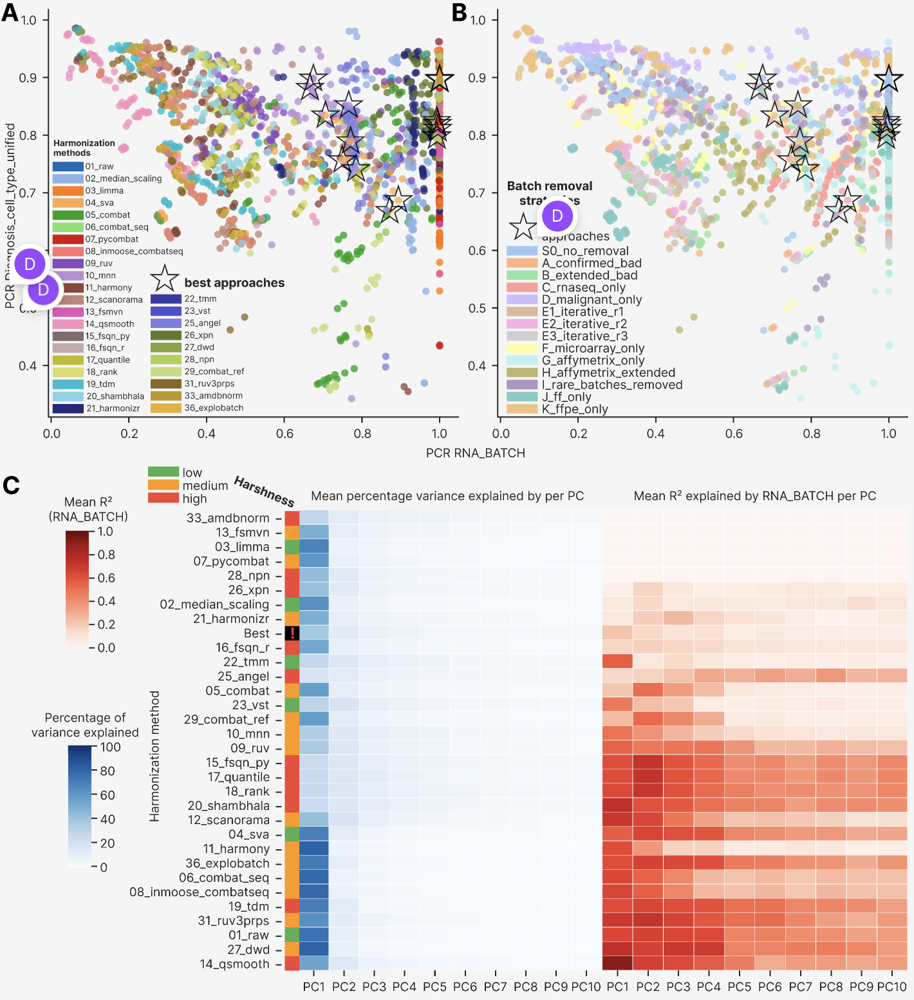 A
B
1.0
0.9
0.8
0.7
0.4
PCR
_cell_type_unified
Harmonization
methods
01_raw
02_median_scaling
03_limma
04_sva
05_combat
06_combat_seq
07_pycombat
08_inmoose_combatseq
09_ruv
10_mnn
11_harmony
12_scanorama
13_fsmvn
14_qsmooth
15_fsqn_py
16_fsqn_r
17_quantile
18_rank
19_tdm
20_shambhala
21_harmonizr
best approaches
22_tmm
23_vst
25_angel
26_xpn
27_dwd
28_npn
29_combat_ref
31_ruv3prps
33_amdbnorm
36_explobatch
D
D
0.0 0.2 0.4 0.6 0.8 1.0
1.0
0.9
0.8
0.7
0.6
0.5
0.4
Batch removal
D
approaches
S0_no_removal
A_confirmed_bad
B_extended_bad
C_rnaseq_only
D_malignant_only
E1_iterative_r1
E2_iterative_r2
E3_iterative_r3
F_microarray_only
G_affymetrix_only
H_affymetrix_extended
I_rare_batches_removed
J_ff_only
K_ffpe_only
0.0 0.2 0.4 0.6 0.8 1.0
PCR RNA_BATCH
C
low
medium
high
Harshness
Mean percentage variance explained by per PC
Mean R² explained by RNA_BATCH per PC
Mean R²
(RNA_BATCH)
1.0
0.8
0.6
0.4
0.2
0.0
Percentage of
variance explained
100
80
60
40
20
0
Harmonization method
33_amdbnorm
13_fsmvn
03_limma
07_pycombat
28_npn
26_xpn
02_median_scaling
21_harmonizr
Best !
16_fsqn_r
22_tmm
25_angel
05_combat
23_vst
29_combat_ref
10_mnn
09_ruv
15_fsqn_py
17_quantile
18_rank
20_shambhala
12_scanorama
04_sva
11_harmony
36_explobatch
06_combat_seq
08_inmoose_combatseq
19_tdm
31_ruv3prps
01_raw
27_dwd
14_qsmooth
PC1 PC2 PC3 PC4 PC5 PC6 PC7 PC8 PC9 PC10 PC1 PC2 PC3 PC4 PC5 PC6 PC7 PC8 PC9 PC10